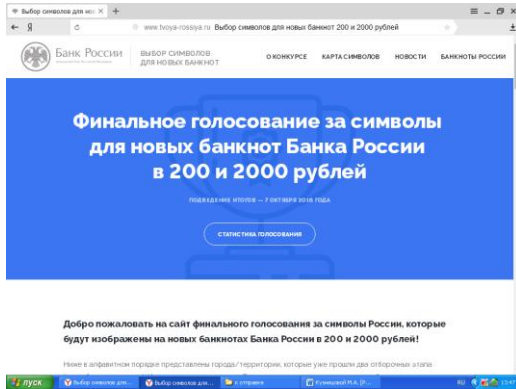 Выбор символов для нов
www.tvoya-rossiya.ru Выбор символов для новых банкнот 200 и 2000 рублей
Банк России
ВЫБОР СИМВОЛОВ
ДЛЯ НОВЫХ БАНКНОТ
О КОНКУРСЕ
КАРТА СИМВОЛОВ
НОВОСТИ
БАНКНОТЫ РОССИИ
Финальное голосование за символы
для новых банкнот Банка России
в 200 и 2000 рублей
ПОДВЕДЕНИЕ ИТОГОВ — 7 ОКТЯБРЯ 2016 ГОДА
СТАТИСТИКА ГОЛОСОВАНИЯ
Добро пожаловать на сайт финального голосования за символы России, которые
будут изображены на новых банкнотах Банка России в 200 и 2000 рублей!
Ниже в алфавитном порядке представлены города/территории, которые уже прошли два отборочных этапа
пуск
Выбор символов для...
Выбор символов для...
к отправке
RU
13:47